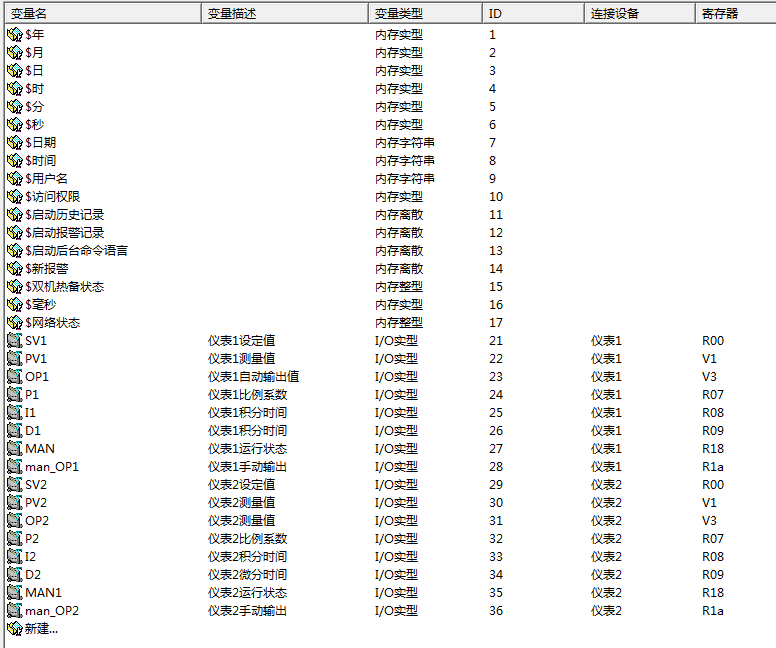 变量名 变量描述 变量类型 ID 连接设备 寄存器
$年 内存实型 1
$月 内存实型 2
$日 内存实型 3
$时 内存实型 4
$分 内存实型 5
$秒 内存实型 6
$日期 内存字符串 7
$时间 内存字符串 8
$用户名 内存字符串 9
$访问权限 内存实型 10
$启动历史记录 内存离散 11
$启动报警记录 内存离散 12
$启动后台命令语言 内存离散 13
$新报警 内存离散 14
$双机热备状态 内存整型 15
$毫秒 内存实型 16
$网络状态 内存整型 17
SV1 仪表1设定值 I/O实型 21 仪表1 R00
PV1 仪表1测量值 I/O实型 22 仪表1 V1
OP1 仪表1自动输出值 I/O实型 23 仪表1 V3
P1 仪表1比例系数 I/O实型 24 仪表1 R07
I1 仪表1积分时间 I/O实型 25 仪表1 R08
D1 仪表1积分时间 I/O实型 26 仪表1 R09
MAN 仪表1运行状态 I/O实型 27 仪表1 R18
man_OP1 仪表1手动输出 I/O实型 28 仪表1 R1a
SV2 仪表2设定值 I/O实型 29 仪表2 R00
PV2 仪表2测量值 I/O实型 30 仪表2 V1
OP2 仪表2测量值 I/O实型 31 仪表2 V3
P2 仪表2比例系数 I/O实型 32 仪表2 R07
I2 仪表2积分时间 I/O实型 33 仪表2 R08
D2 仪表2微分时间 I/O实型 34 仪表2 R09
MAN1 仪表2运行状态 I/O实型 35 仪表2 R18
man_OP2 仪表2手动输出 I/O实型 36 仪表2 R1a
新建...